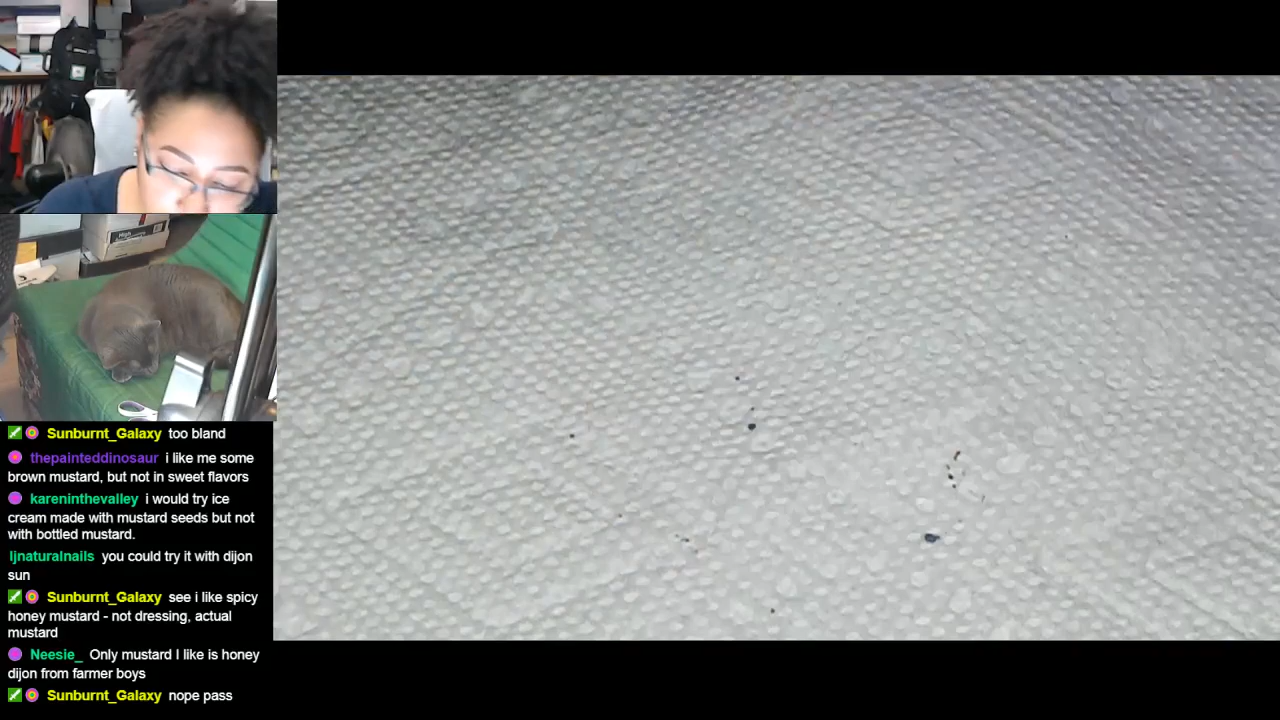 High
Sunburnt_Galaxy too bland
thepainteddinosaur i like me some
brown mustard, but not in sweet flavors
kareninthevalley i would try ice
cream made with mustard seeds but not
with bottled mustard.
ljnaturalnails you could try it with dijon
sun
Sunburnt_Galaxy see i like spicy
honey mustard - not dressing, actual
mustard
Neesie_ Only mustard I like is honey
dijon from farmer boys
Sunburnt_Galaxy nope pass